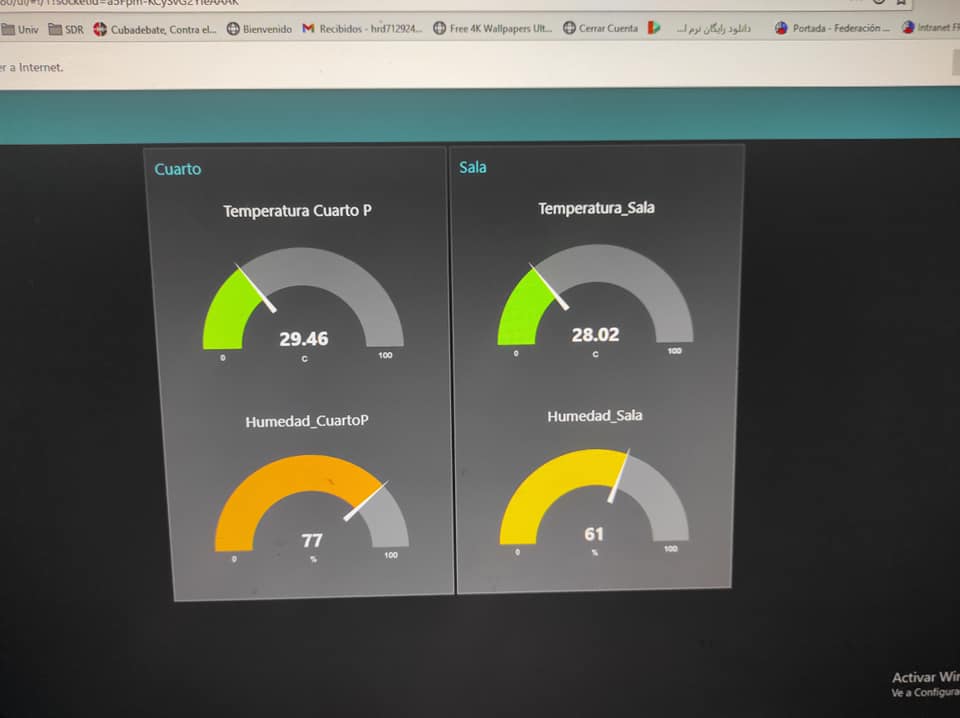 Univ SDR Cubadebate, Contra el... Bienvenido Recibidos - hrd712924... Free 4K Wallpapers Ult... Cerrar Cuenta دانلود رایگان نرم ا... Portada - Federación ... Intranet
er a Internet.
Cuarto
Temperatura Cuarto P
29.46
0 C 100
Humedad_CuartoP
77
0 % 100
Sala
Temperatura_Sala
28.02
0 C 100
Humedad_Sala
61
0 % 100
Activar Win
Ve a Configura